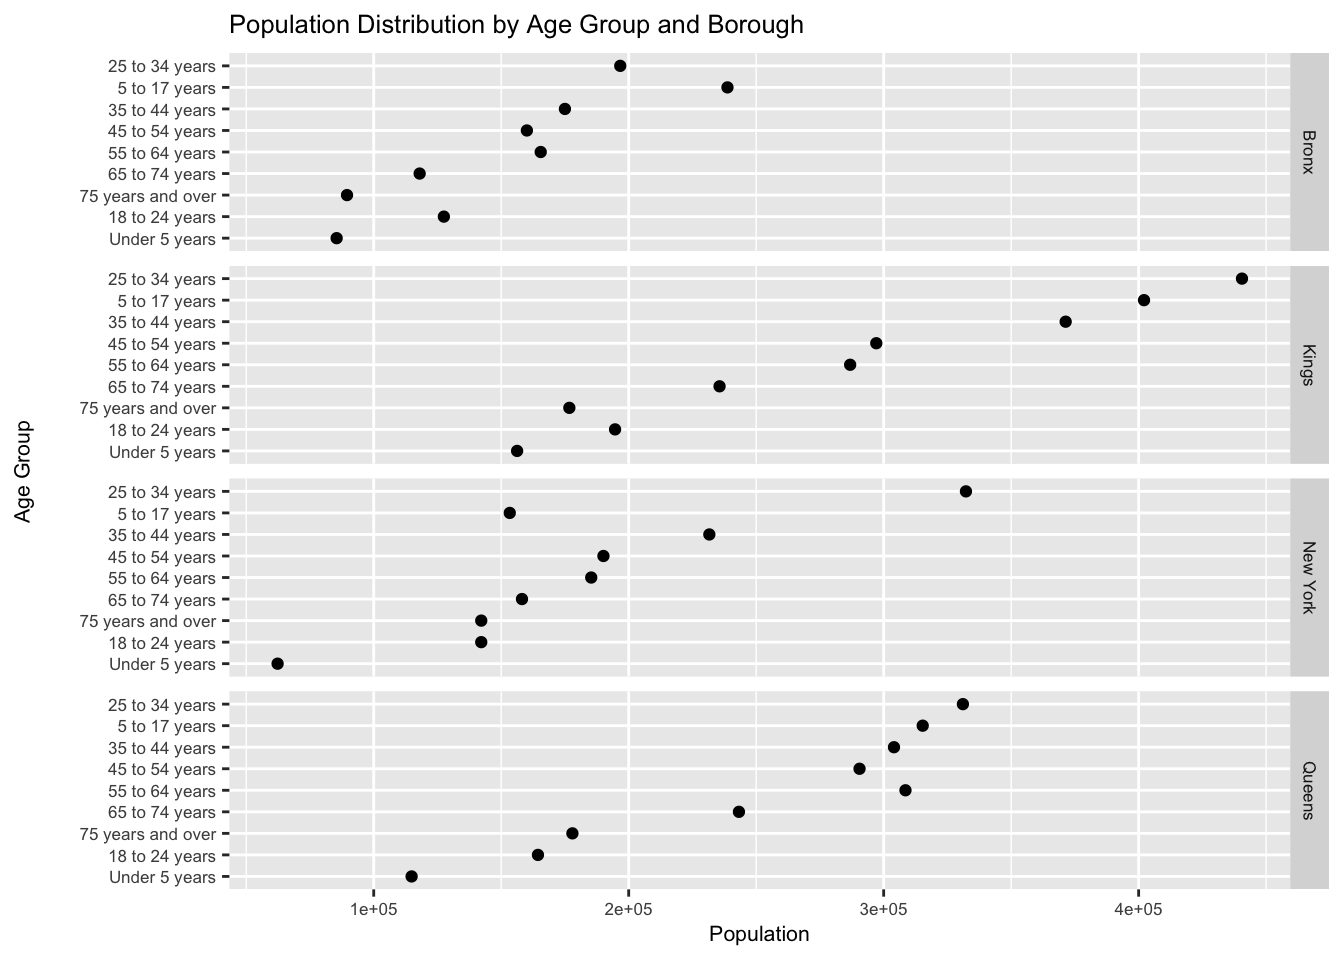 Population Distribution by Age Group and Borough
25 to 34 years
5 to 17 years
35 to 44 years
45 to 54 years
55 to 64 years
65 to 74 years
75 years and over
18 to 24 years
Under 5 years
Bronx
25 to 34 years
5 to 17 years
35 to 44 years
45 to 54 years
55 to 64 years
65 to 74 years
75 years and over
18 to 24 years
Under 5 years
Kings
Age Group
25 to 34 years
5 to 17 years
35 to 44 years
45 to 54 years
55 to 64 years
65 to 74 years
75 years and over
18 to 24 years
Under 5 years
New York
25 to 34 years
5 to 17 years
35 to 44 years
45 to 54 years
55 to 64 years
65 to 74 years
75 years and over
18 to 24 years
Under 5 years
Queens
1e+05 2e+05 3e+05 4e+05
Population